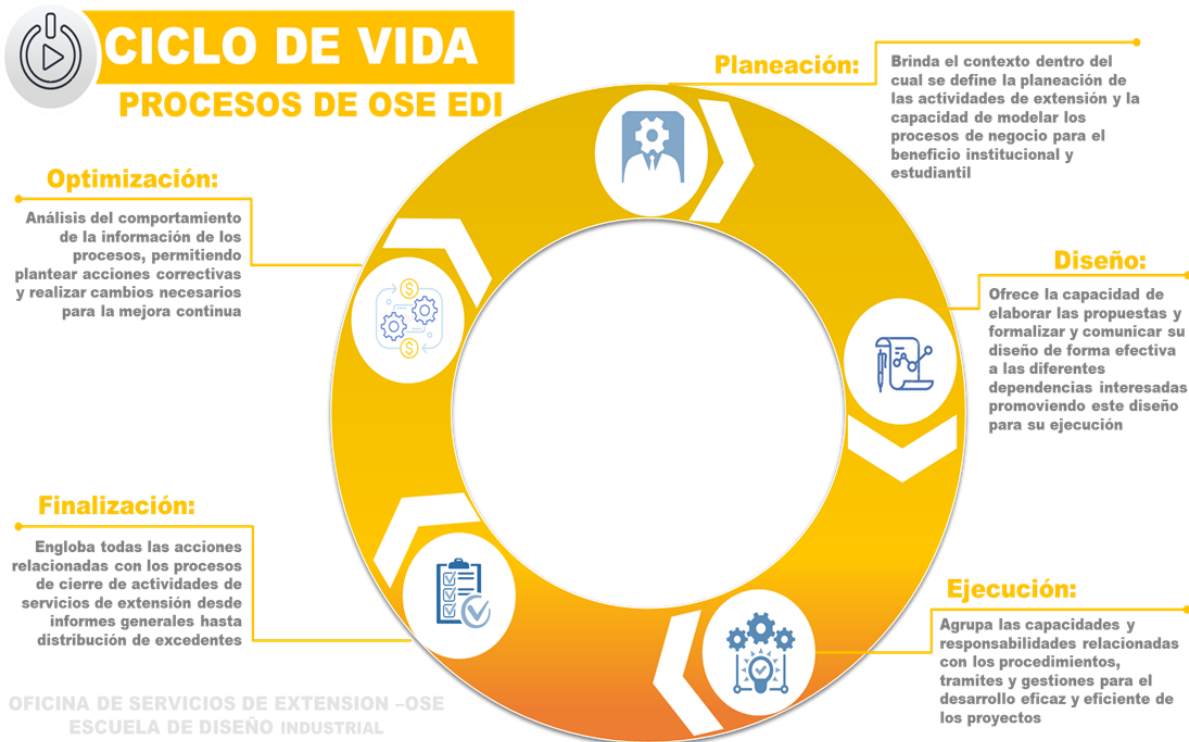 CICLO DE VIDA
PROCESOS DE OSE EDI
Planeación:
Brinda el contexto dentro del
cual se define la planeación de
las actividades de extensión y la
capacidad de modelar los
procesos de negocio para el
beneficio institucional y
estudiantil
Diseño:
Ofrece la capacidad de
elaborar las propuestas y
formalizar y comunicar su
diseño de forma efectiva
a las diferentes
dependencias interesadas
promoviendo este diseño
para su ejecución
Ejecución:
Agrupa las capacidades y
responsabilidades relacionadas
con los procedimientos,
tramites y gestiones para el
desarrollo eficaz y eficiente de
los proyectos
Finalización:
Engloba todas las acciones
relacionadas con los procesos
de cierre de actividades de
servicios de extensión desde
informes generales hasta
distribución de excedentes
Optimización:
Análisis del comportamiento
de la información de los
procesos, permitiendo
plantear acciones correctivas
y realizar cambios necesarios
para la mejora continua
OFICINA DE SERVICIOS DE EXTENSION –OSE
ESCUELA DE DISEÑO INDUSTRIAL